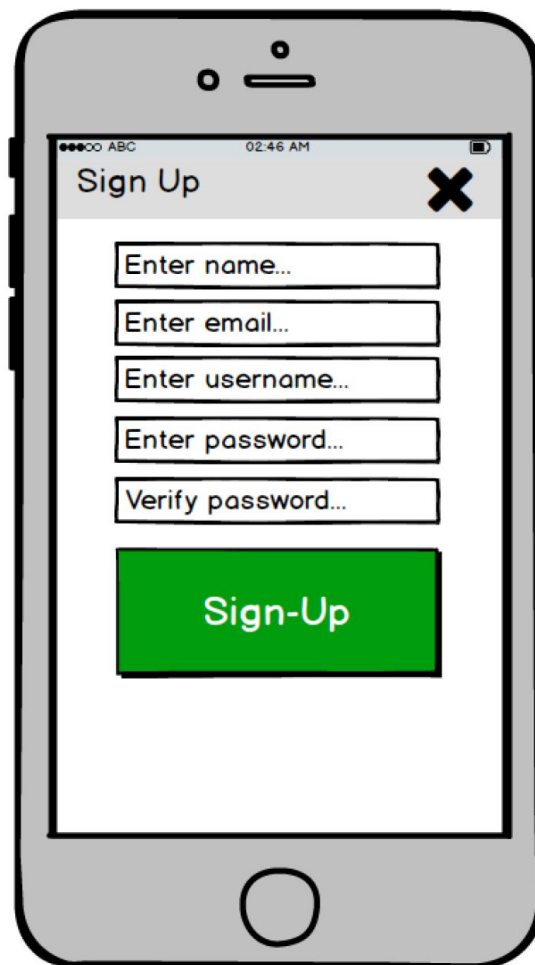 ABC 02:46 AM
Sign Up
Enter name...
Enter email...
Enter username...
Enter password...
Verify password...
Sign-Up